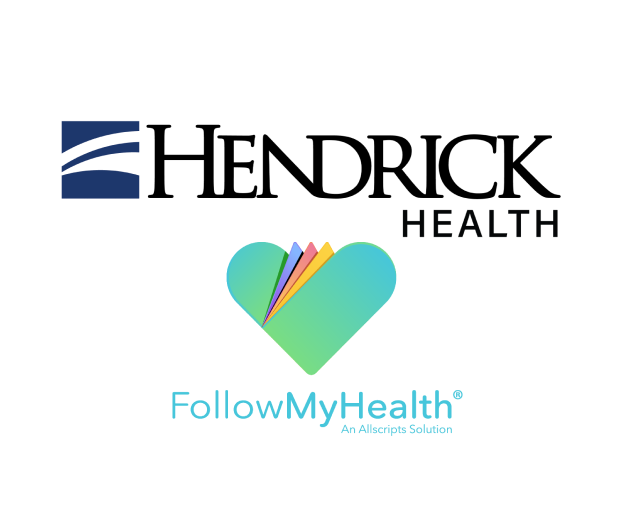 HENDRICK
HEALTH
FollowMyHealth®
An Allscripts Solution